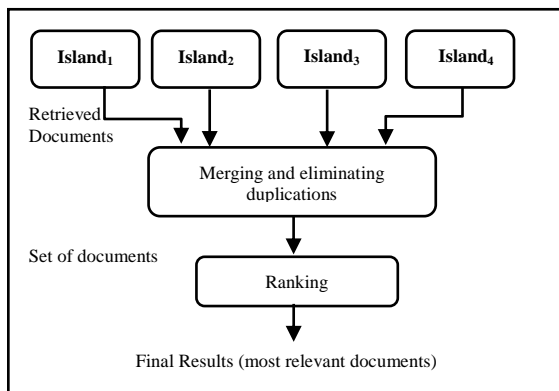 Island₁ Island₂ Island₃ Island₄
Retrieved
Documents
Merging and eliminating
duplications
Set of documents
Ranking
Final Results (most relevant documents)